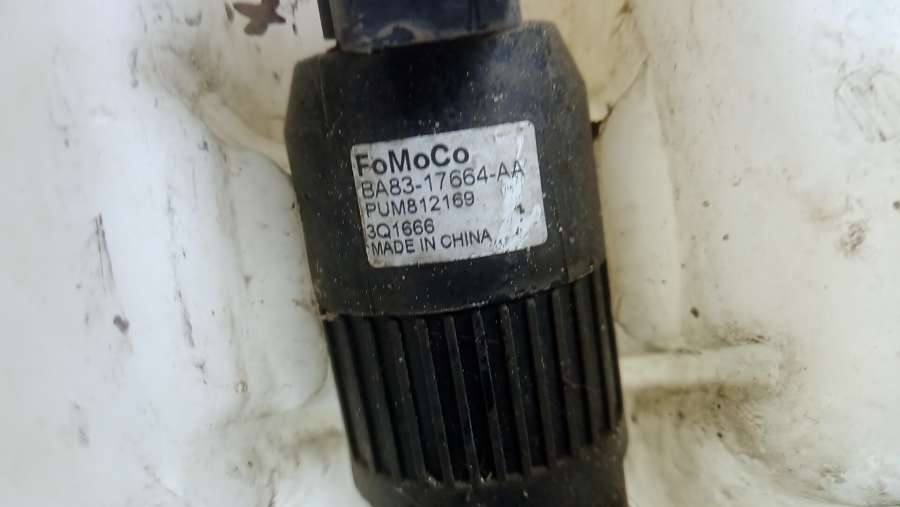 FoMoCo
BA83-17664-AA
PUM812169
3Q1666
MADE IN CHINA